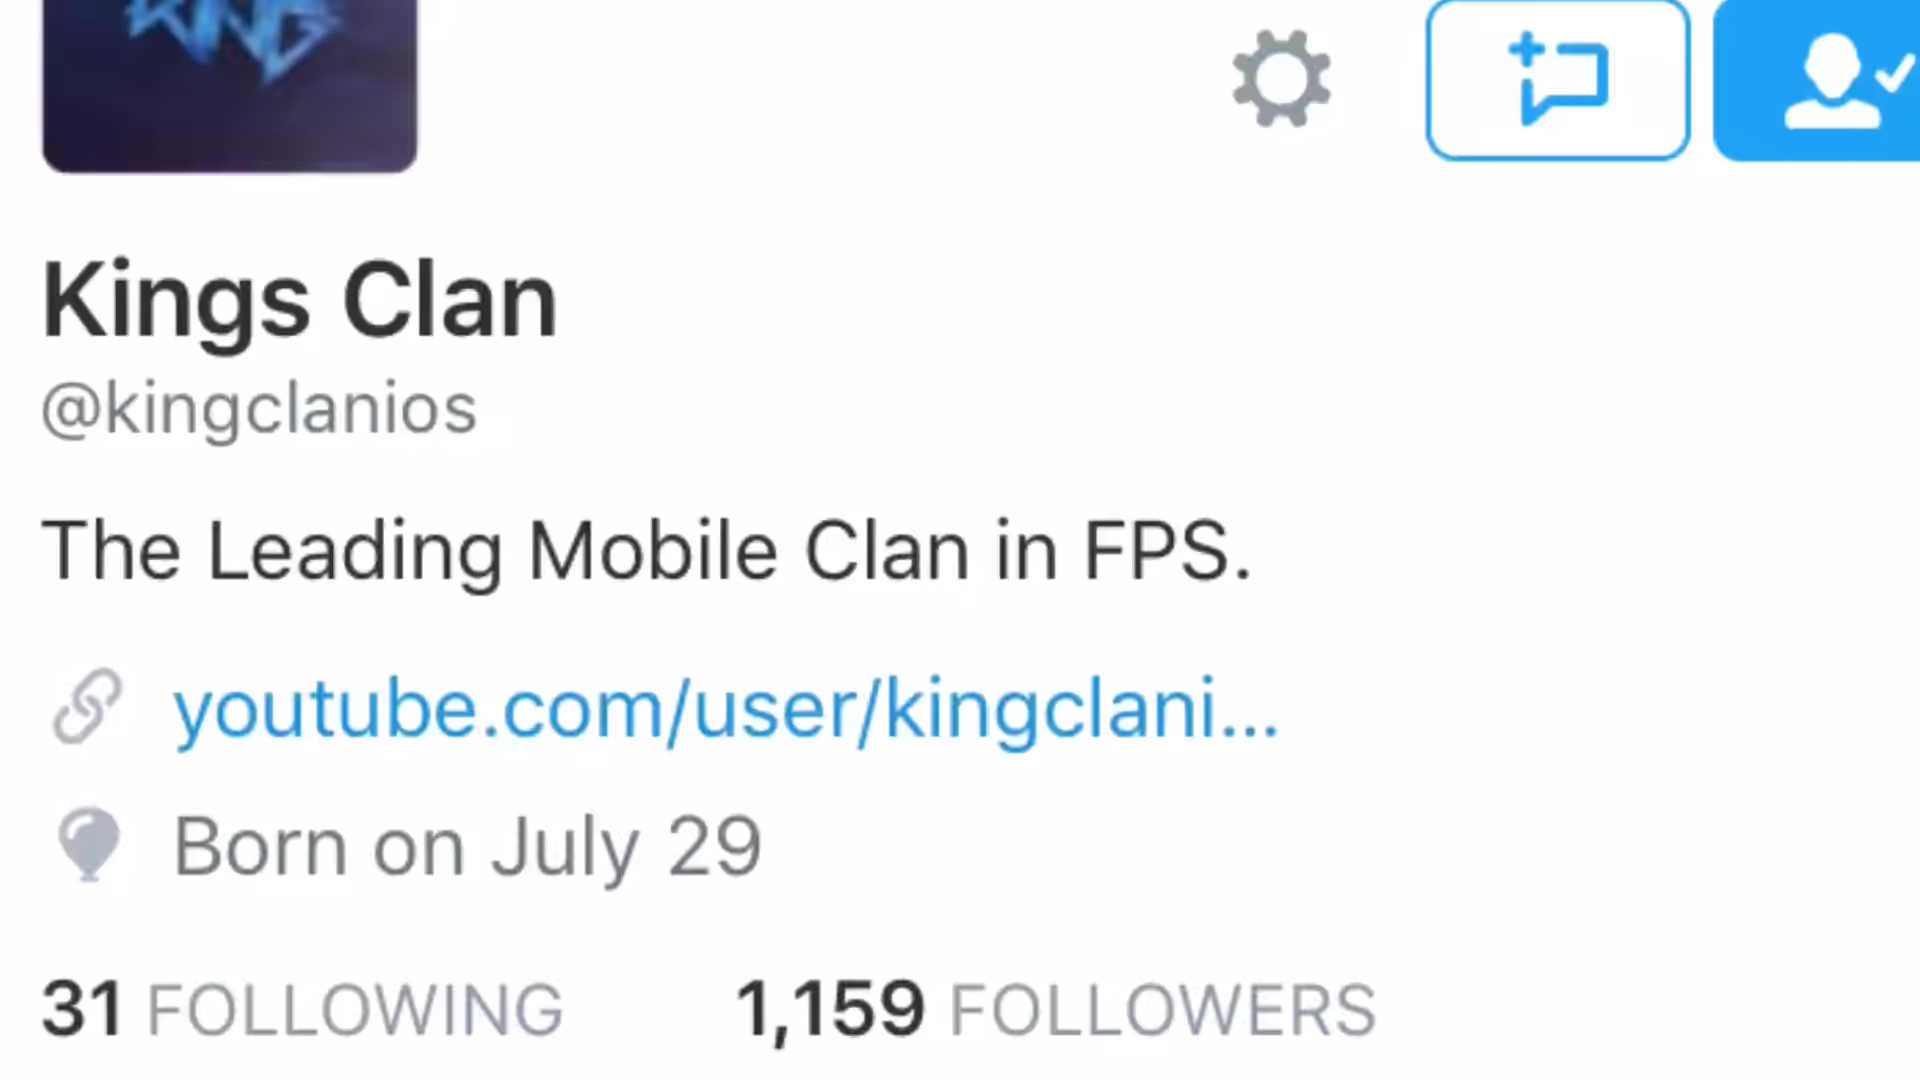 KING
Kings Clan
@kingclanios
The Leading Mobile Clan in FPS.
youtube.com/user/kingclani...
Born on July 29
31 FOLLOWING 1,159 FOLLOWERS